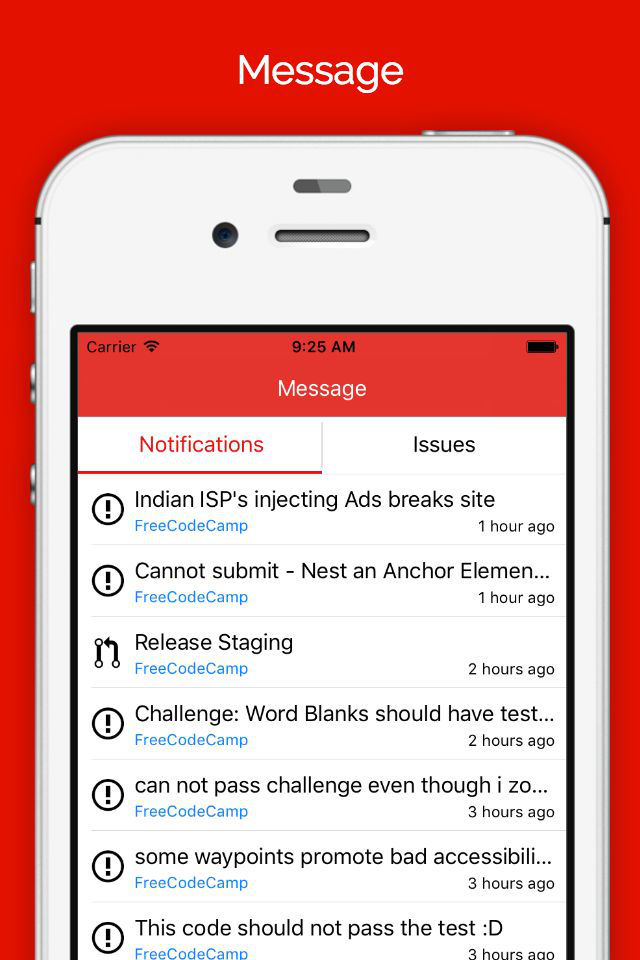 Message
Carrier 9:25 AM
Message
Notifications Issues
Indian ISP's injecting Ads breaks site
FreeCodeCamp 1 hour ago
Cannot submit - Nest an Anchor Elemen...
FreeCodeCamp 1 hour ago
Release Staging
FreeCodeCamp 2 hours ago
Challenge: Word Blanks should have test...
FreeCodeCamp 2 hours ago
can not pass challenge even though i zo...
FreeCodeCamp 3 hours ago
some waypoints promote bad accessibili...
FreeCodeCamp 3 hours ago
This code should not pass the test :D
FreeCodeCamp 3 hours ago